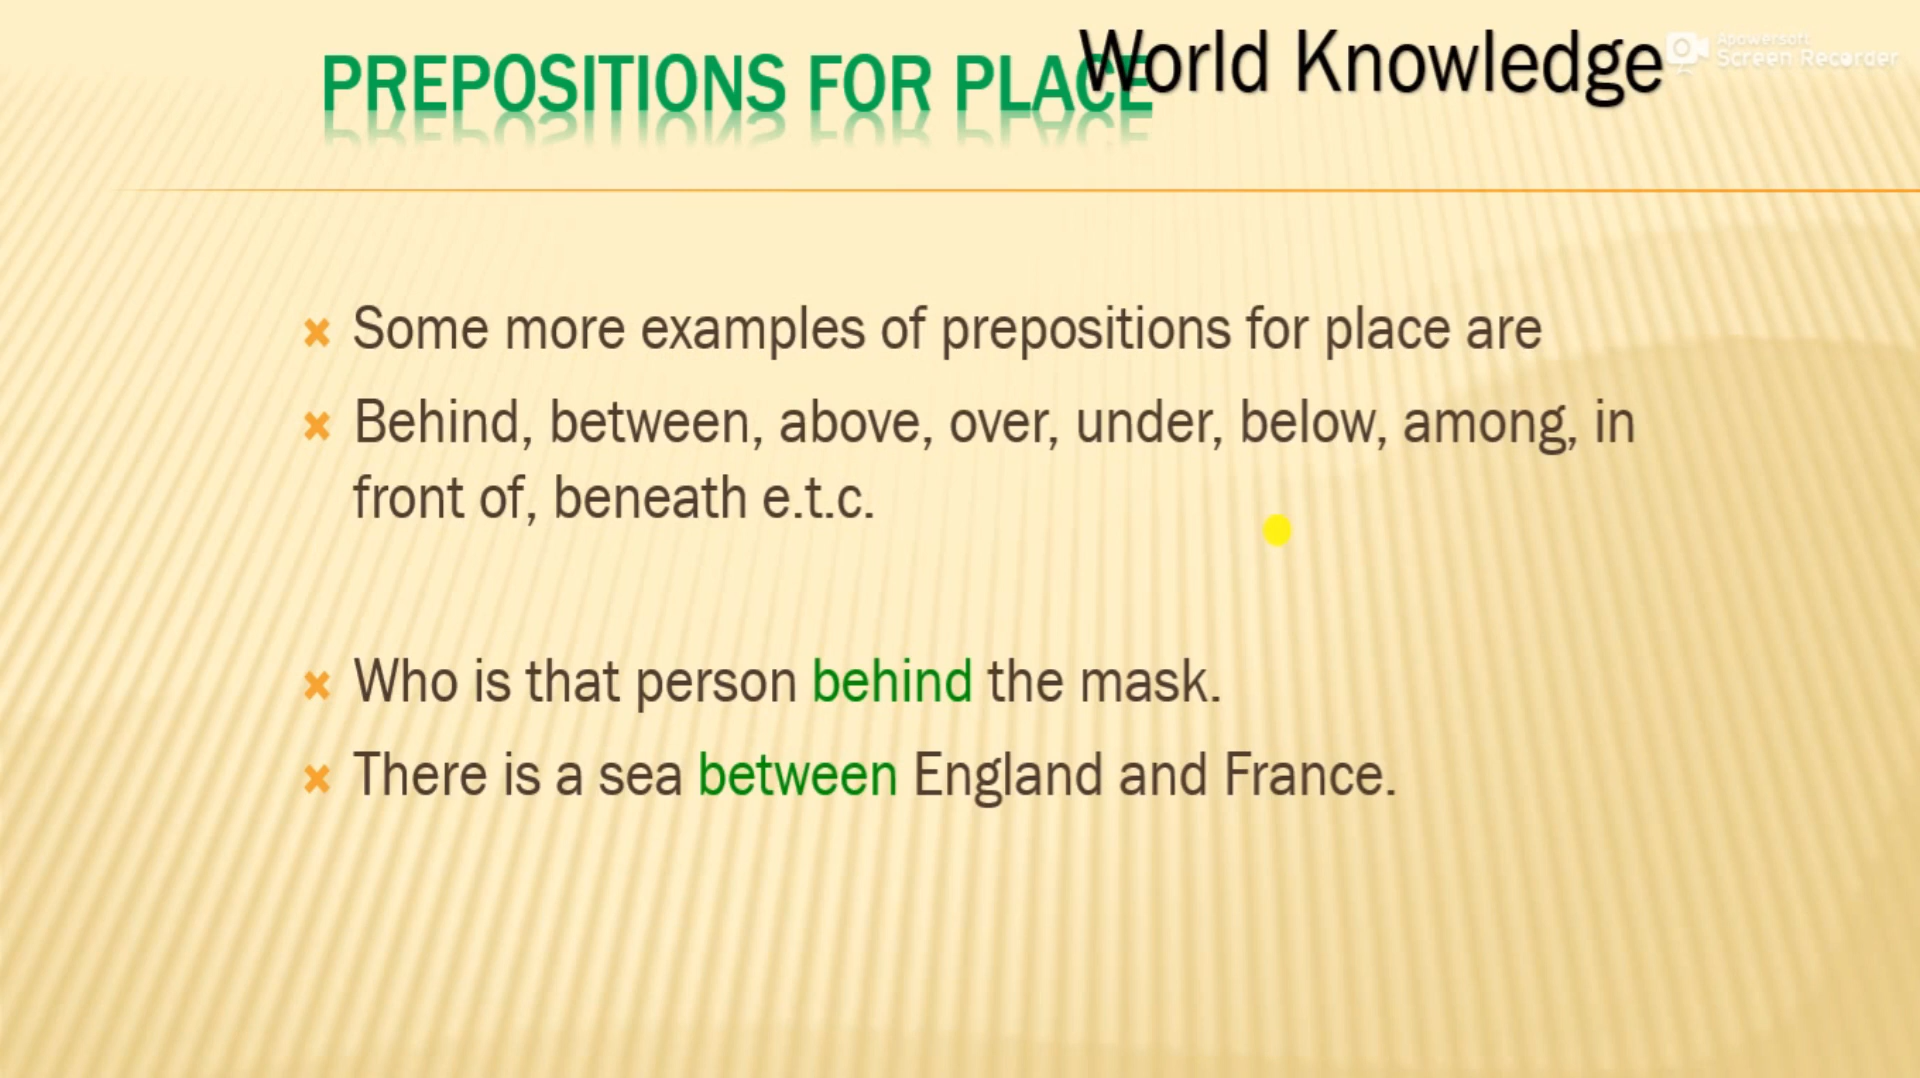 PREPOSITIONS FOR PLACE
World Knowledge
Apowersoft
Screen Recorder
Some more examples of prepositions for place are
Behind, between, above, over, under, below, among, in
front of, beneath e.t.c.
Who is that person behind the mask.
There is a sea between England and France.